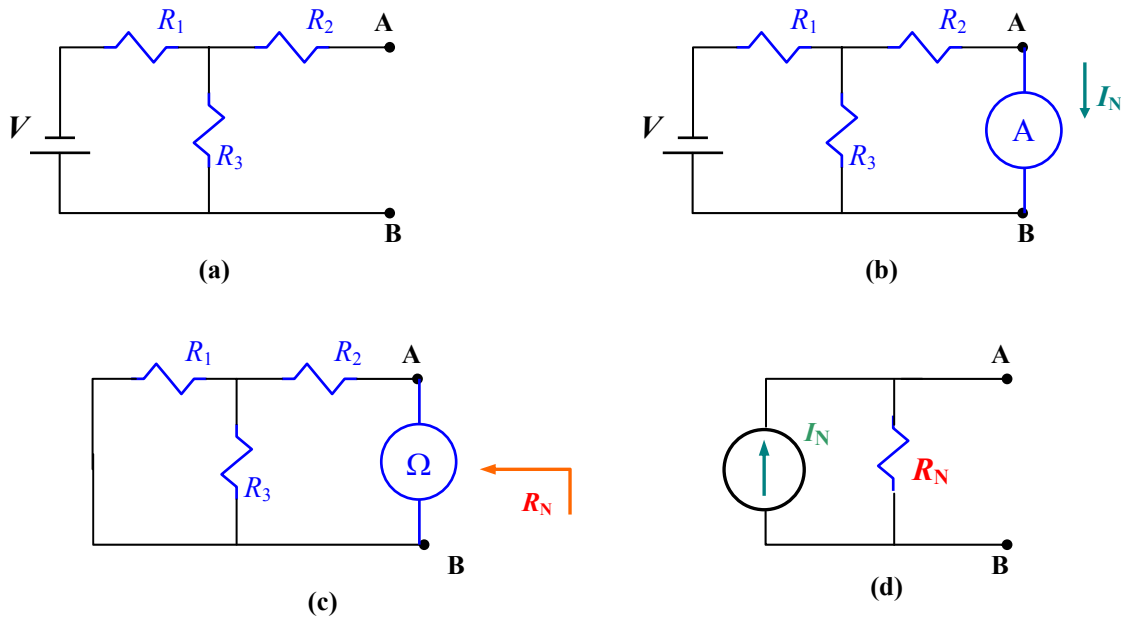 R1 R2 A
V R3
B
(a)
R1 R2 A
V R3 A IN
B
(b)
R1 R2 A
R3 Ω RN
B
(c)
A
IN RN
B
(d)